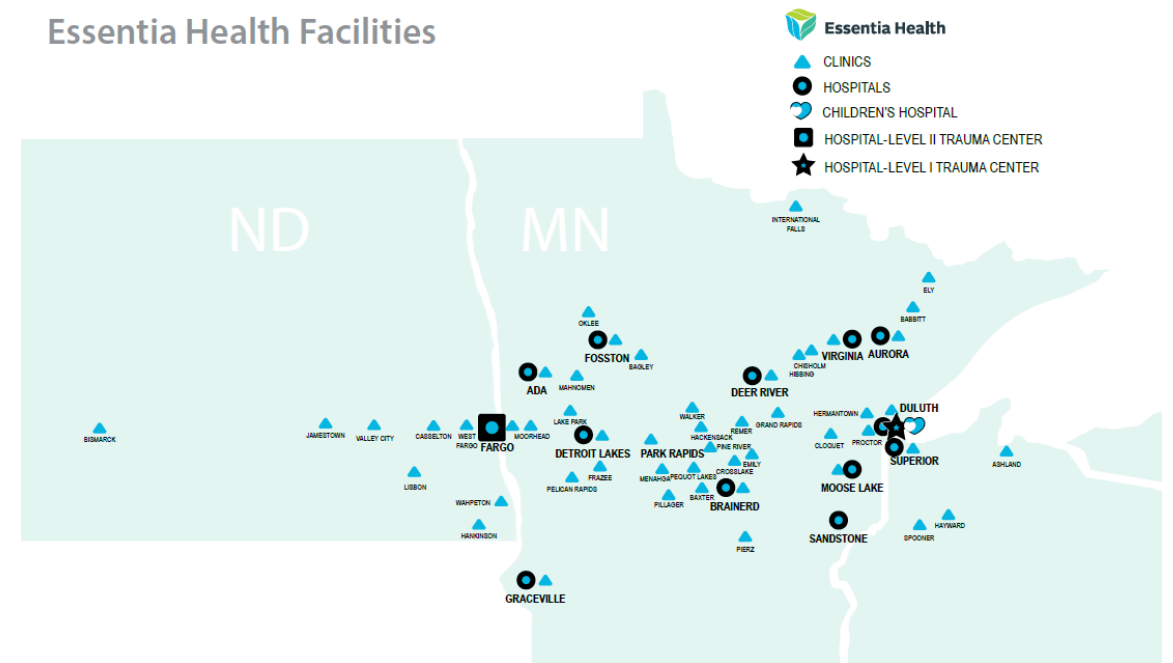 Essentia Health Facilities
Essentia Health
CLINICS
HOSPITALS
CHILDREN'S HOSPITAL
HOSPITAL-LEVEL II TRAUMA CENTER
HOSPITAL-LEVEL I TRAUMA CENTER
ND
MN
INTERNATIONAL
FALLS
ELY
BABBITT
OKLEE
FOSSTON
BAGLEY
VIRGINIA
AURORA
CHISHOLM
HIBBING
ADA
MAHNOMEN
DEER RIVER
LAKE PARK
WALKER
HACKENSACK
REMER
GRAND RAPIDS
HERMANTOWN
DULUTH
BISMARCK
JAMESTOWN
VALLEY CITY
CASSELTON
WEST
FARGO
FARGO
MOORHEAD
DETROIT LAKES
PARK RAPIDS
PINE RIVER
CLOQUET
PROCTOR
SUPERIOR
ASHLAND
LISBON
PELICAN RAPIDS
FRAZEE
MENAHGA
PEQUOT LAKES
CROSSLAKE
EMILY
MOOSE LAKE
WAHPETON
PILLAGER
BAXTER
BRAINERD
HANKINSON
PIERZ
SANDSTONE
SPOONER
HAYWARD
GRACEVILLE